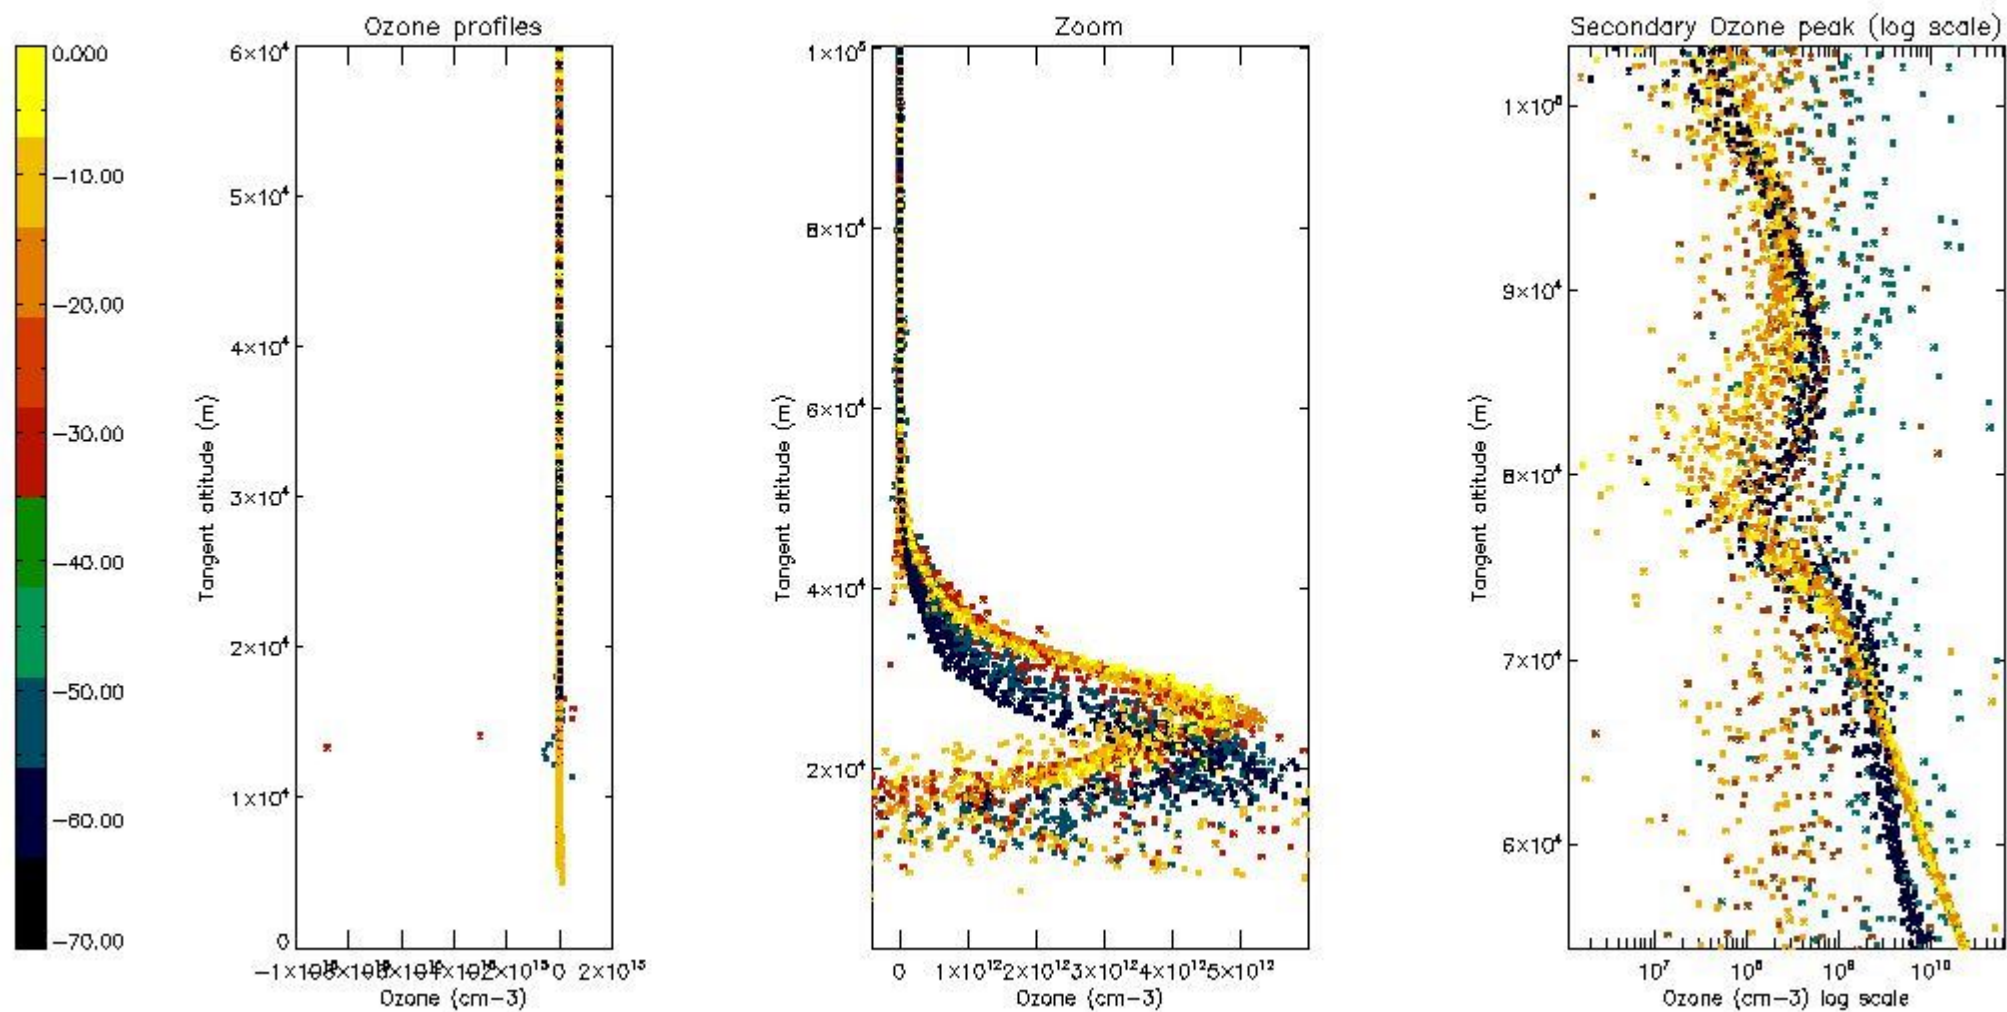 Ozone profiles
Zoom
Secondary Ozone peak (log scale)
0.000
−10.00
−20.00
−30.00
−40.00
−50.00
−60.00
−70.00
6×10⁴
5×10⁴
4×10⁴
3×10⁴
2×10⁴
1×10⁴
0
Tangent altitude (m)
0 2×10¹⁵
Ozone (cm−3)
1×10⁵
8×10⁴
6×10⁴
4×10⁴
2×10⁴
Tangent altitude (m)
0 1×10¹² 2×10¹² 3×10¹² 4×10¹² 5×10¹²
Ozone (cm−3)
1×10⁵
9×10⁴
8×10⁴
7×10⁴
6×10⁴
Tangent altitude (m)
10⁷ 10⁸ 10⁹ 10¹⁰
Ozone (cm−3) log scale